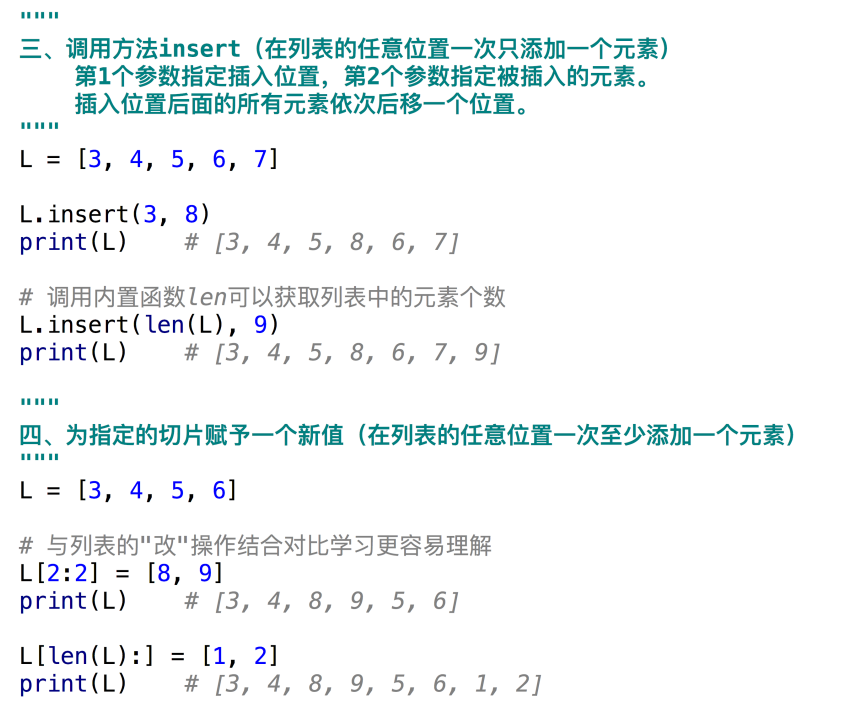 """
三、调用方法insert（在列表的任意位置一次只添加一个元素）
    第1个参数指定插入位置，第2个参数指定被插入的元素。
    插入位置后面的所有元素依次后移一个位置。
"""
L = [3, 4, 5, 6, 7]

L.insert(3, 8)
print(L)    # [3, 4, 5, 8, 6, 7]

# 调用内置函数len可以获取列表中的元素个数
L.insert(len(L), 9)
print(L)    # [3, 4, 5, 8, 6, 7, 9]

"""
四、为指定的切片赋予一个新值（在列表的任意位置一次至少添加一个元素）
"""
L = [3, 4, 5, 6]

# 与列表的"改"操作结合对比学习更容易理解
L[2:2] = [8, 9]
print(L)    # [3, 4, 8, 9, 5, 6]

L[len(L):] = [1, 2]
print(L)    # [3, 4, 8, 9, 5, 6, 1, 2]